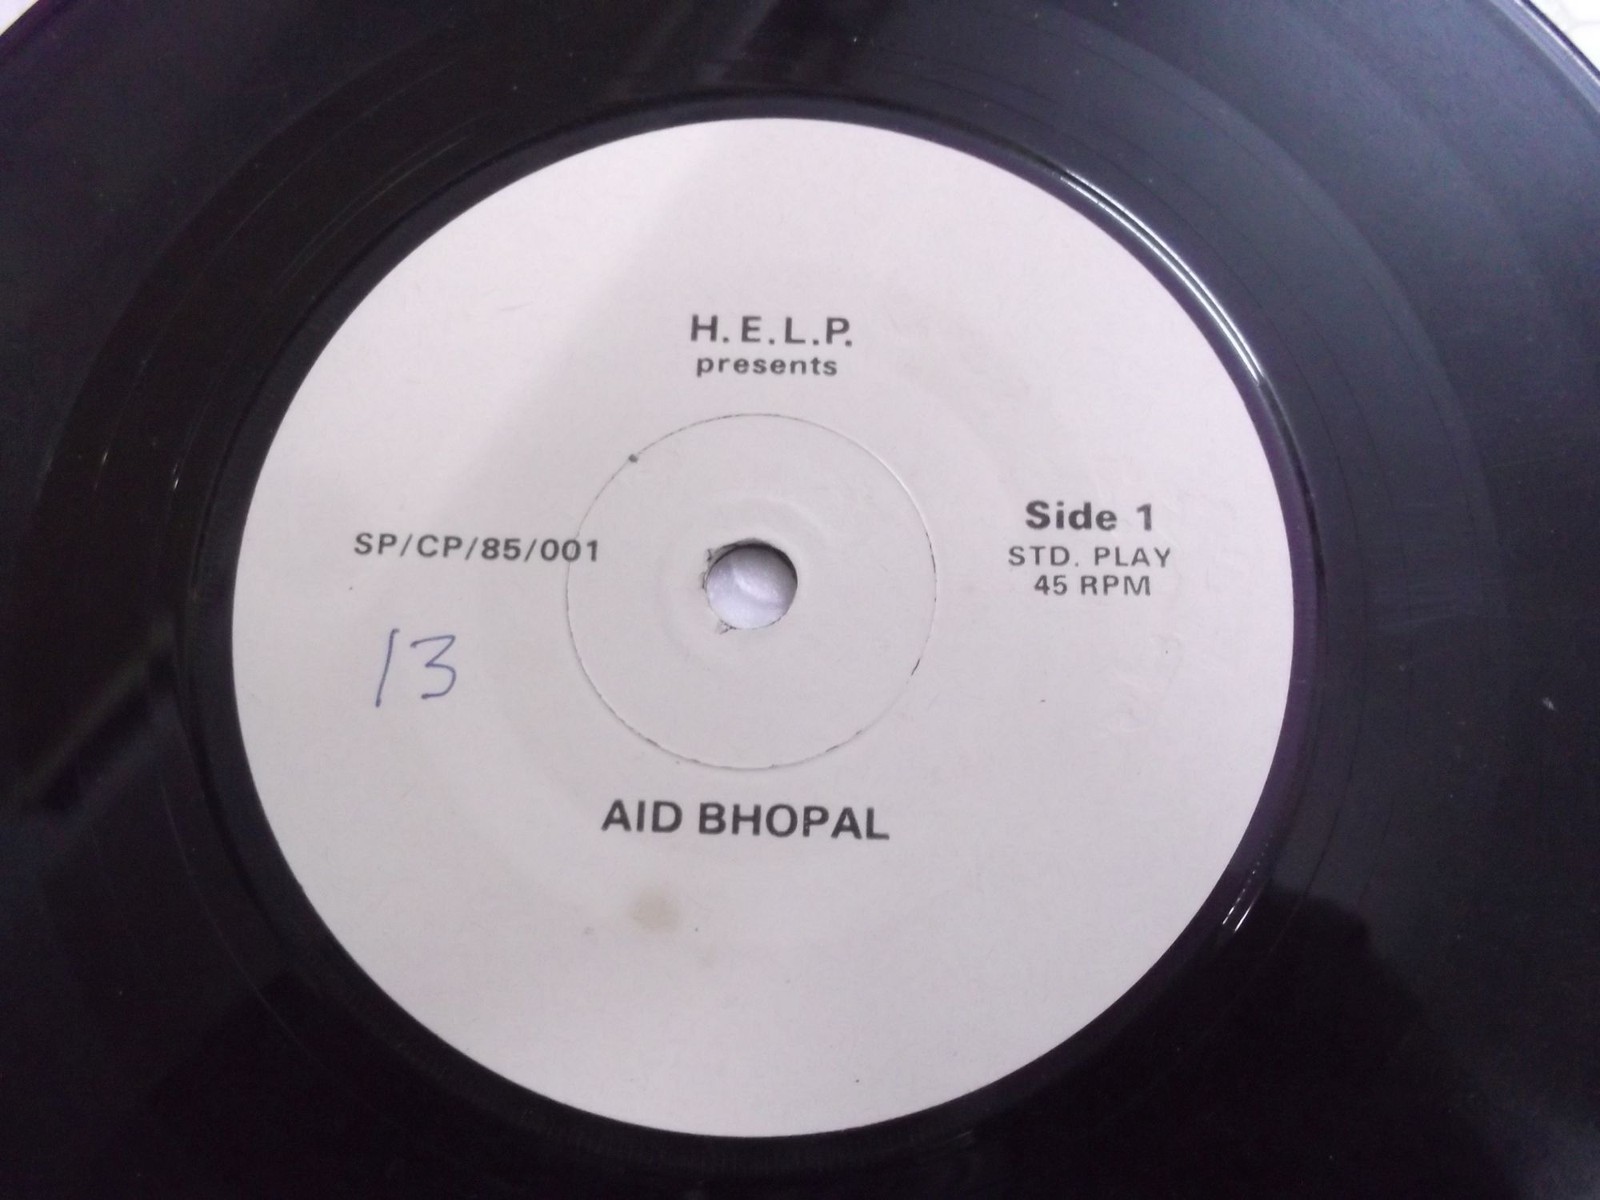 H.E.L.P.
presents
SP/CP/85/001
Side 1
STD. PLAY
45 RPM
13
AID BHOPAL